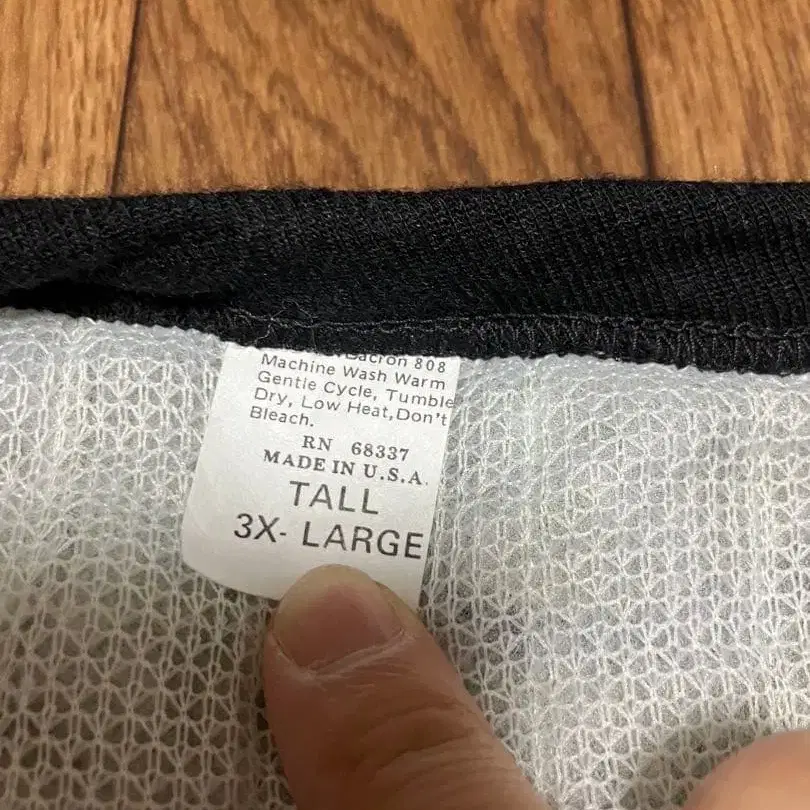 Dacron 808
Machine Wash Warm
Gentle Cycle, Tumble
Dry, Low Heat,Don't
Bleach.
RN 68337
MADE IN U.S.A.
TALL
3X- LARGE